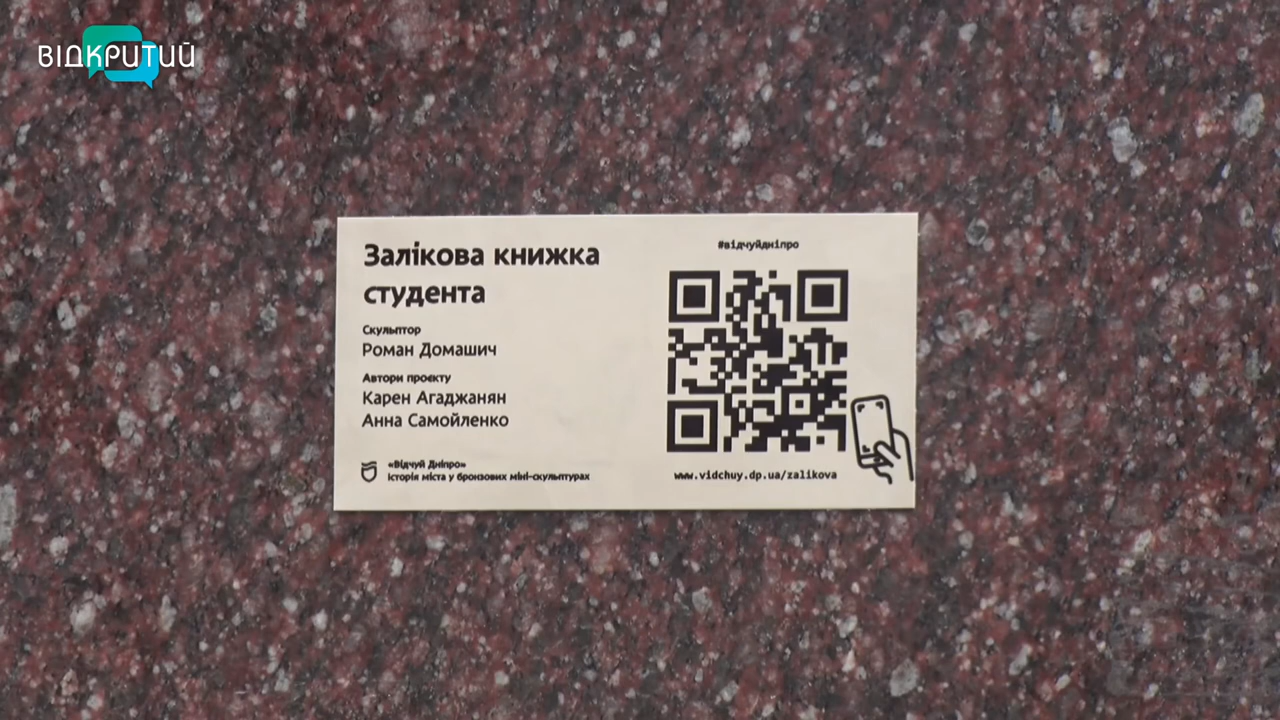 ВІДКРИТИЙ
Залікова книжка
студента
Скульптор
Роман Домашич
Автори проєкту
Карен Агаджанян
Анна Самойленко
«Відчуй Дніпро»
Історія міста у бронзових міні-скульптурах
#відчуйдніпро
www.vidchuy.dp.ua/zalikova